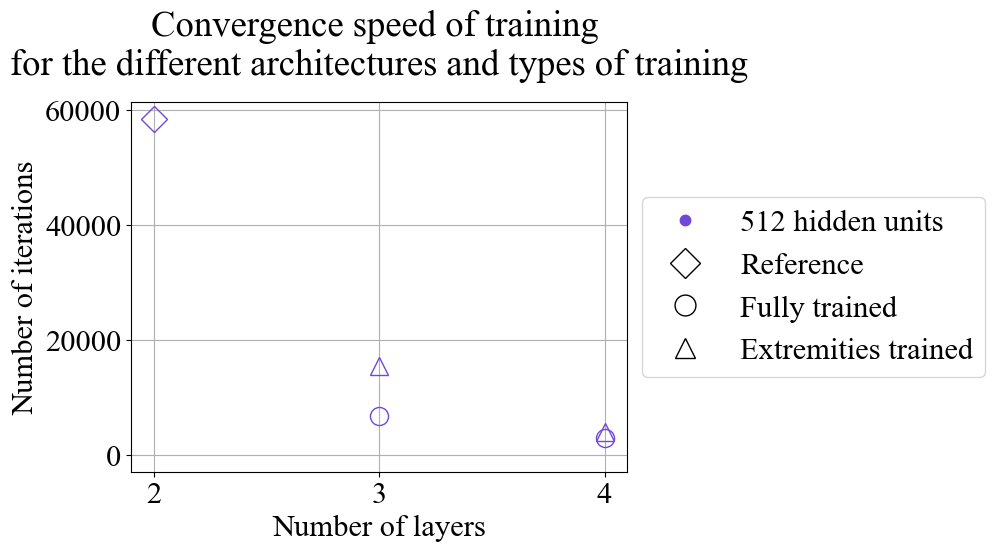 Convergence speed of training
for the different architectures and types of training
60000
40000
20000
0
Number of iterations
2
3
4
Number of layers
512 hidden units
Reference
Fully trained
Extremities trained